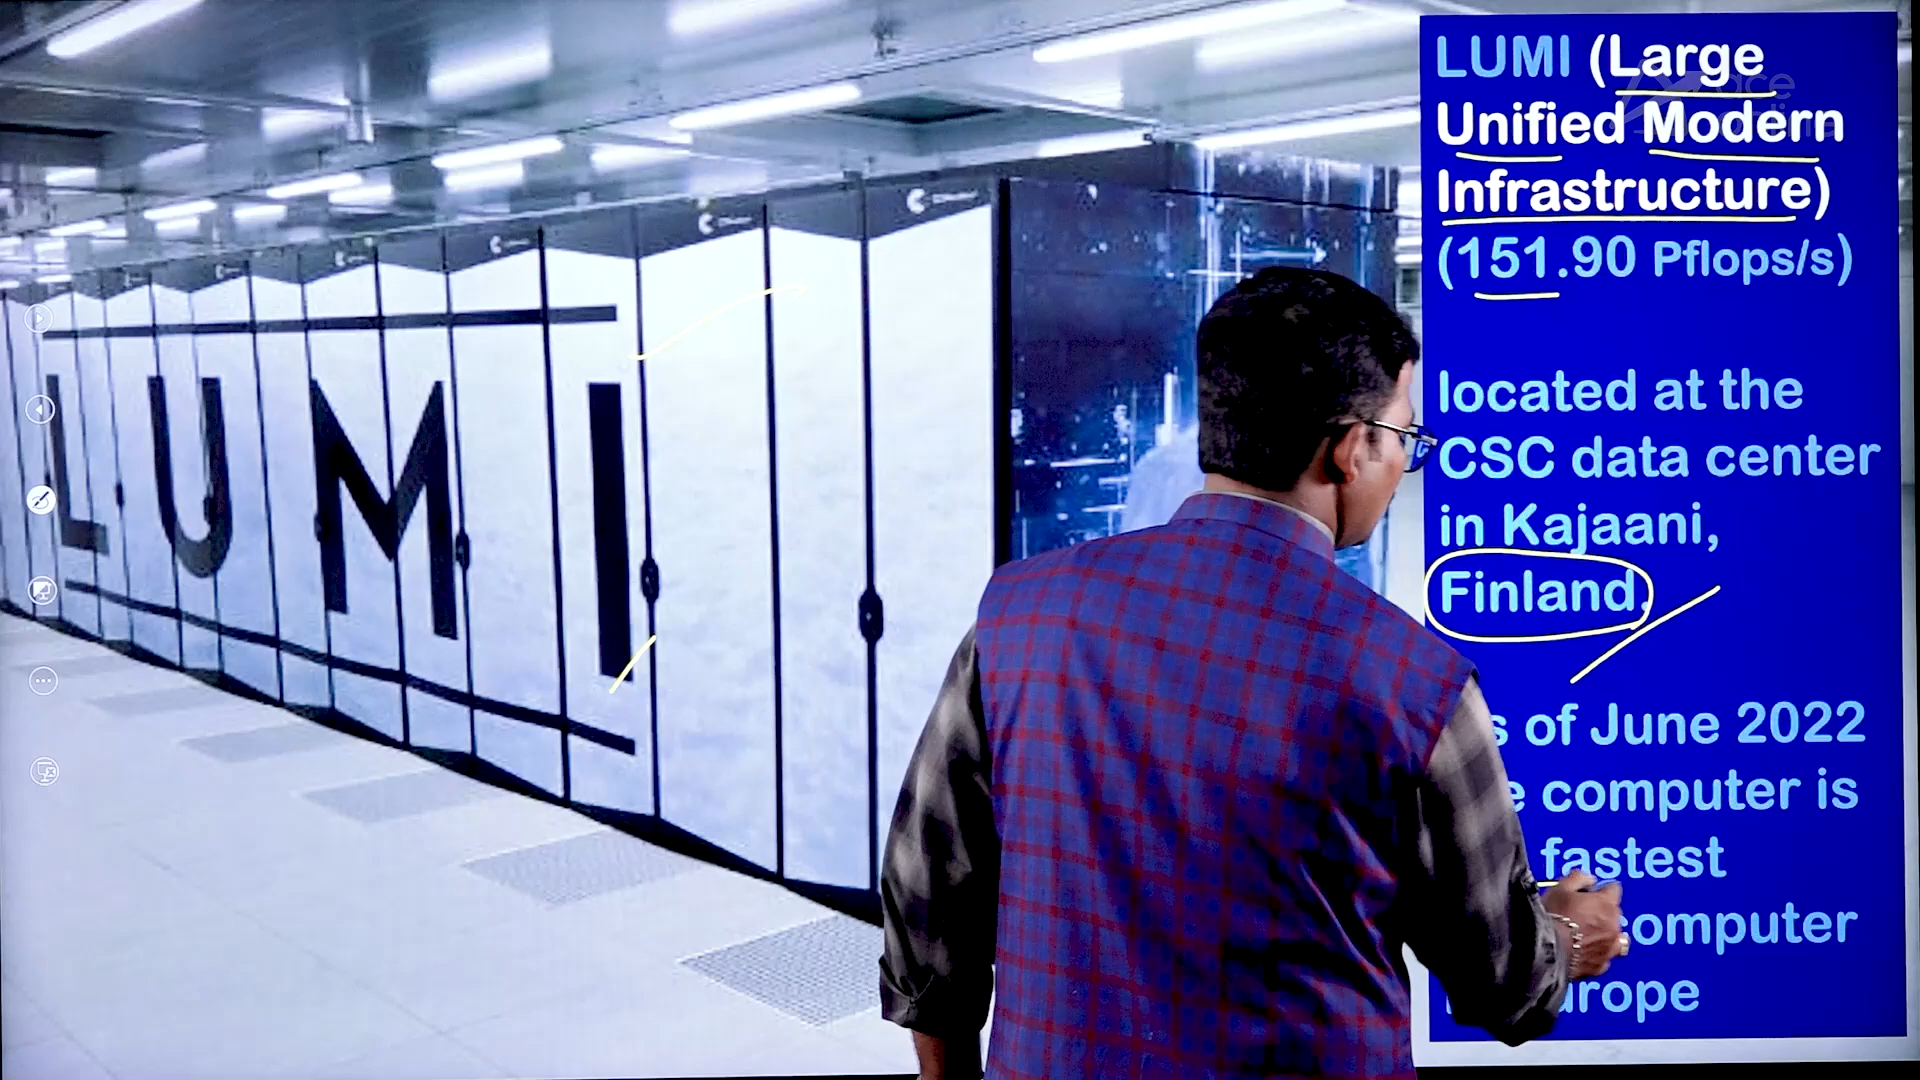 LUMI
LUMI (Large
Unified Modern
Infrastructure)
(151.90 Pflops/s)
located at the
CSC data center
in Kajaani,
Finland.
of June 2022
computer is
fastest
computer